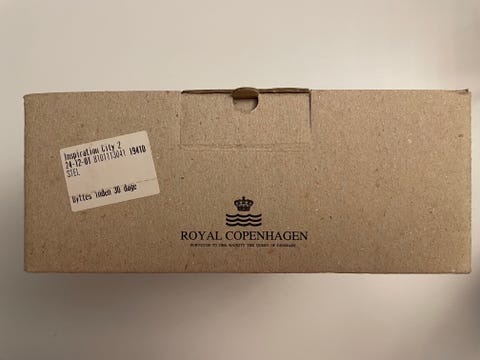 Inspiration City 2
24-12-01 8101113041 19410
STEL
Byttes inden 30 dage
ROYAL COPENHAGEN
PURVEYOR TO HER MAJESTY THE QUEEN OF DENMARK